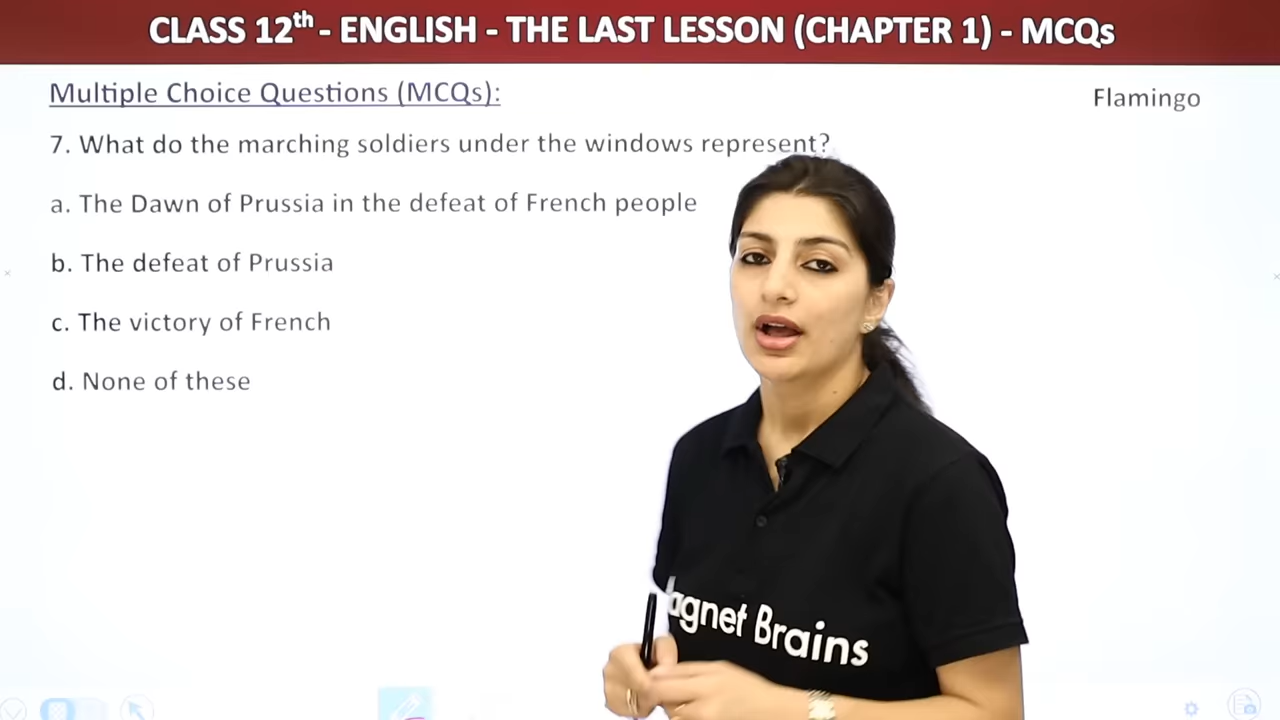 CLASS 12th - ENGLISH - THE LAST LESSON (CHAPTER 1) - MCQs
Multiple Choice Questions (MCQs):
Flamingo
7. What do the marching soldiers under the windows represent?
a. The Dawn of Prussia in the defeat of French people
b. The defeat of Prussia
c. The victory of French
d. None of these
agnet Brains